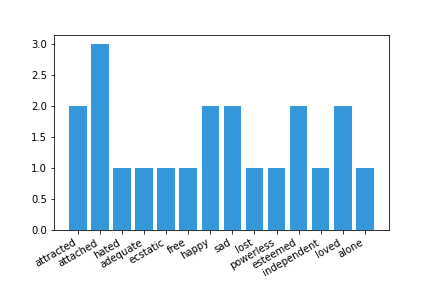 3.0
2.5
2.0
1.5
1.0
0.5
0.0
attracted
attached
hated
adequate
ecstatic
free
happy
sad
lost
powerless
esteemed
independent
loved
alone